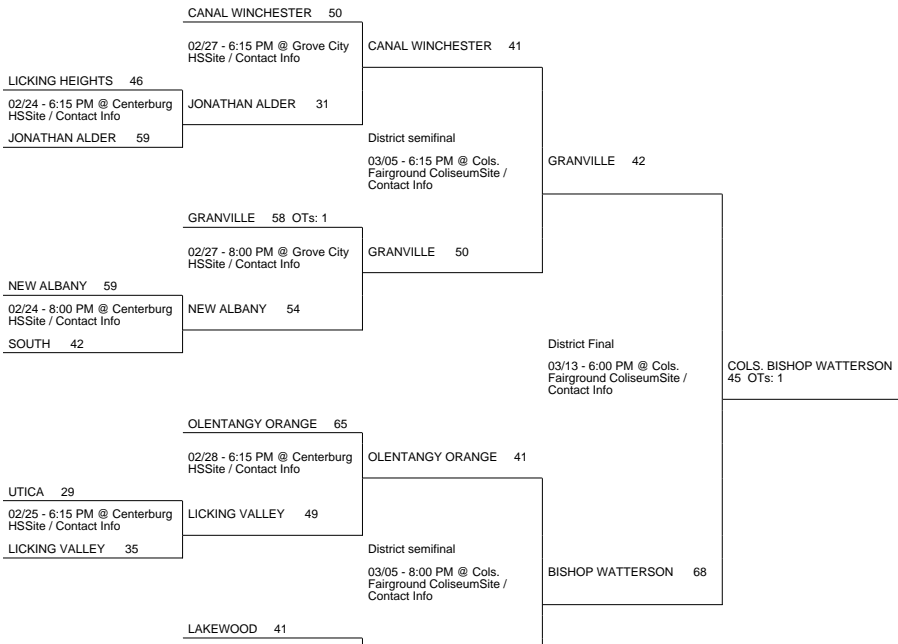 CANAL WINCHESTER 50
02/27 - 6:15 PM @ Grove City
HSSite / Contact Info
CANAL WINCHESTER 41
LICKING HEIGHTS 46
02/24 - 6:15 PM @ Centerburg
HSSite / Contact Info
JONATHAN ALDER 31
JONATHAN ALDER 59
District semifinal
03/05 - 6:15 PM @ Cols.
Fairground ColiseumSite /
Contact Info
GRANVILLE 42
GRANVILLE 58 OTs: 1
02/27 - 8:00 PM @ Grove City
HSSite / Contact Info
GRANVILLE 50
NEW ALBANY 59
02/24 - 8:00 PM @ Centerburg
HSSite / Contact Info
NEW ALBANY 54
SOUTH 42
District Final
03/13 - 6:00 PM @ Cols.
Fairground ColiseumSite /
Contact Info
COLS. BISHOP WATTERSON
45 OTs: 1
OLENTANGY ORANGE 65
02/28 - 6:15 PM @ Centerburg
HSSite / Contact Info
OLENTANGY ORANGE 41
UTICA 29
02/25 - 6:15 PM @ Centerburg
HSSite / Contact Info
LICKING VALLEY 49
LICKING VALLEY 35
District semifinal
03/05 - 8:00 PM @ Cols.
Fairground ColiseumSite /
Contact Info
BISHOP WATTERSON 68
LAKEWOOD 41